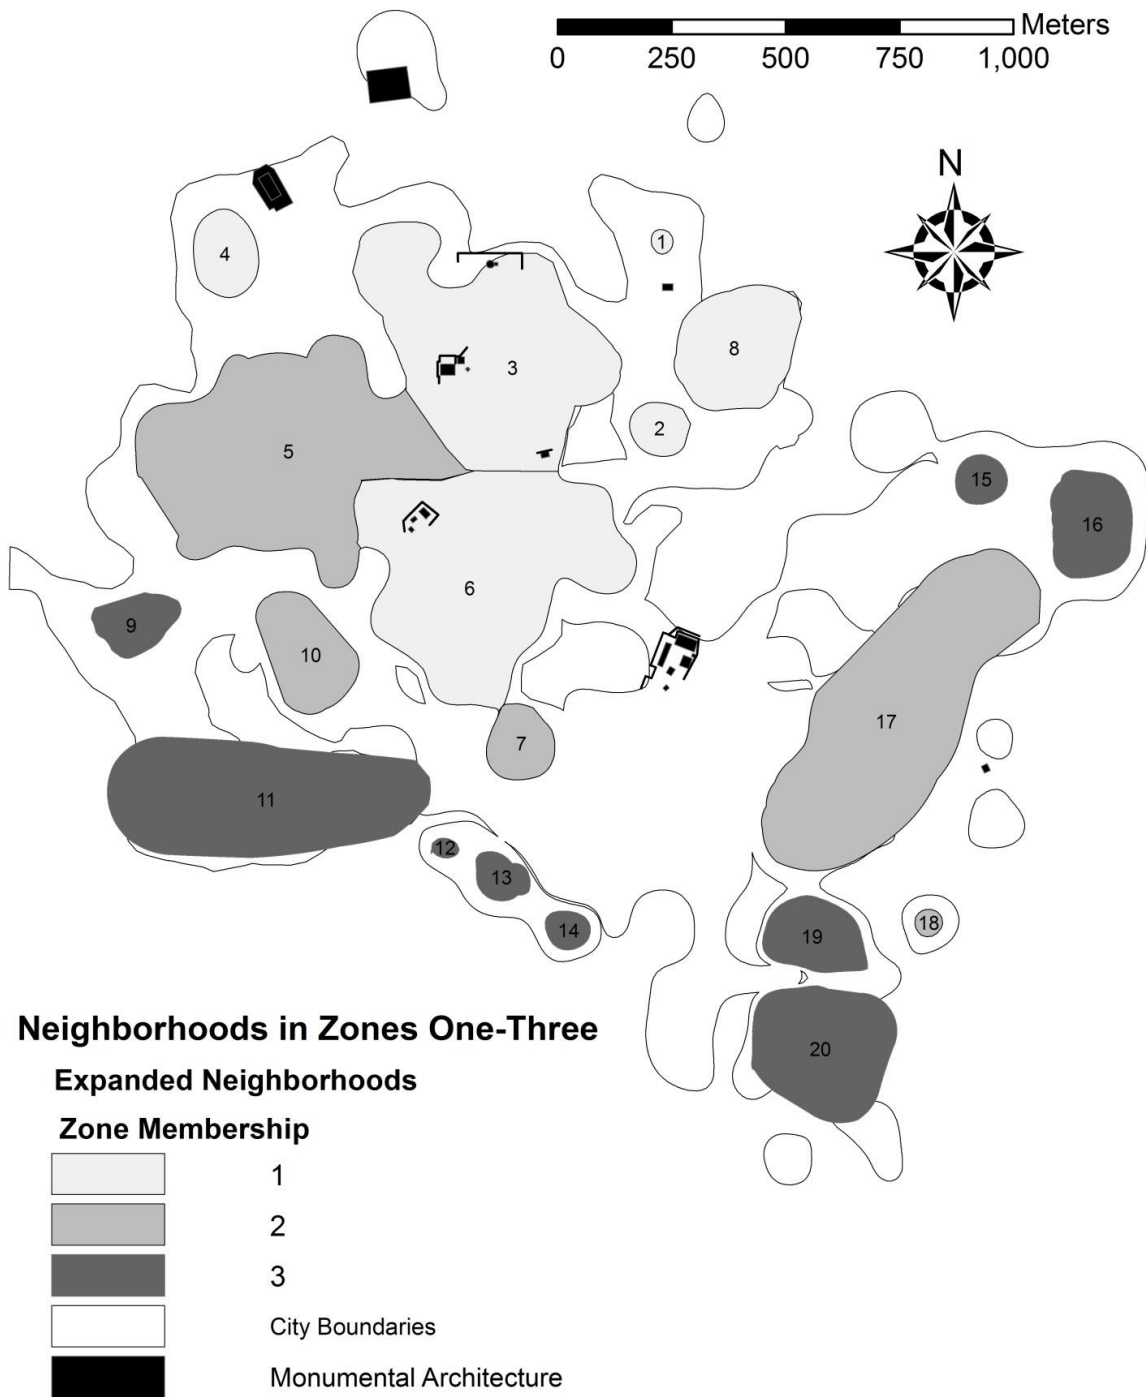 Meters
0 250 500 750 1,000
N
1
4
8
3
2
5
15
16
6
9
10
17
7
11
12
13
14
18
19
20
Neighborhoods in Zones One-Three
Expanded Neighborhoods
Zone Membership
1
2
3
City Boundaries
Monumental Architecture